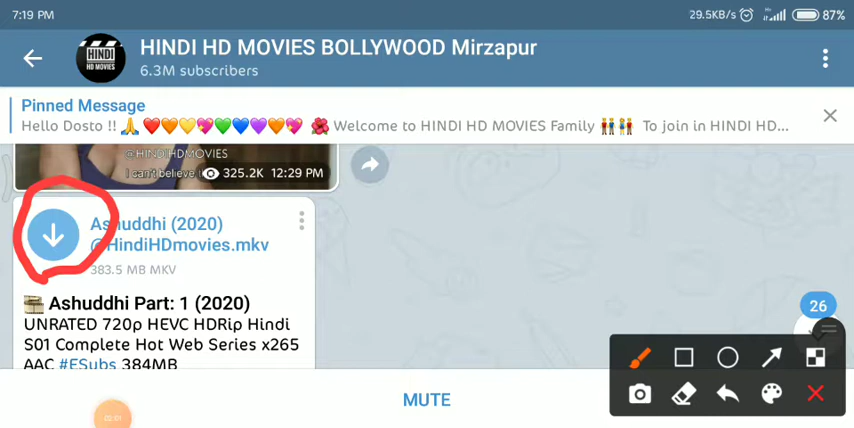 7:19 PM
29.5KB/s
87%
HINDI HD MOVIES BOLLYWOOD Mirzapur
6.3M subscribers
HINDI
HD MOVIES
Pinned Message
Hello Dosto !! 🙏 ❤️🧡💛💖💚💙💜🧡💖 🌺 Welcome to HINDI HD MOVIES Family 👬👫 To join in HINDI HD...
@HINDIHDMOVIES
I can't believe
325.2K 12:29 PM
Ashuddhi (2020)
@HindiHDmovies.mkv
383.5 MB MKV
🎬 Ashuddhi Part: 1 (2020)
UNRATED 720p HEVC HDRip Hindi
S01 Complete Hot Web Series x265
AAC #ESubs 384MB
26
MUTE